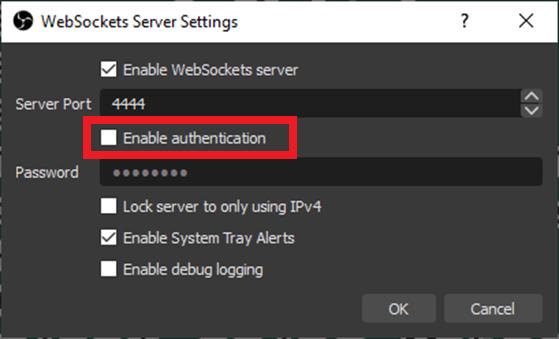 WebSockets Server Settings
Enable WebSockets server
Server Port 4444
Enable authentication
Password ●●●●●●●●
Lock server to only using IPv4
Enable System Tray Alerts
Enable debug logging
OK Cancel